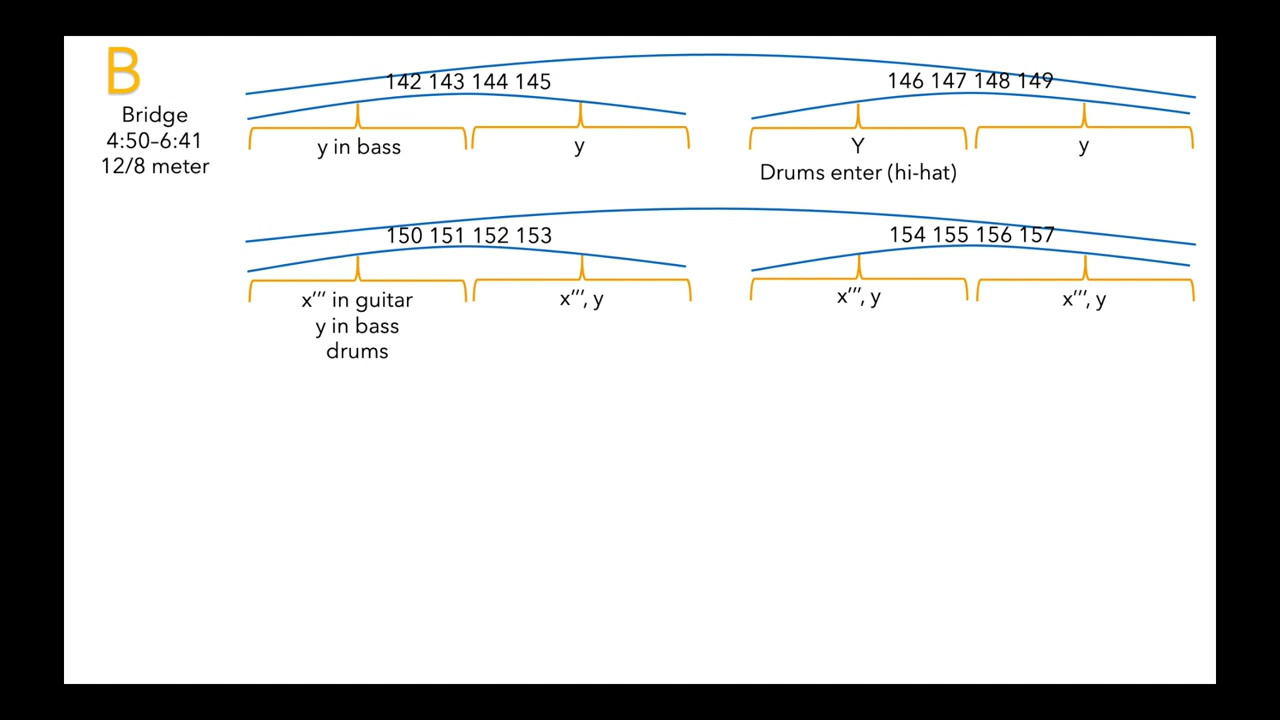 B
Bridge
4:50–6:41
12/8 meter
142 143 144 145
146 147 148 149
y in bass
y
Y
y
Drums enter (hi-hat)
150 151 152 153
154 155 156 157
x′′′ in guitar
y in bass
drums
x′′′, y
x′′′, y
x′′′, y